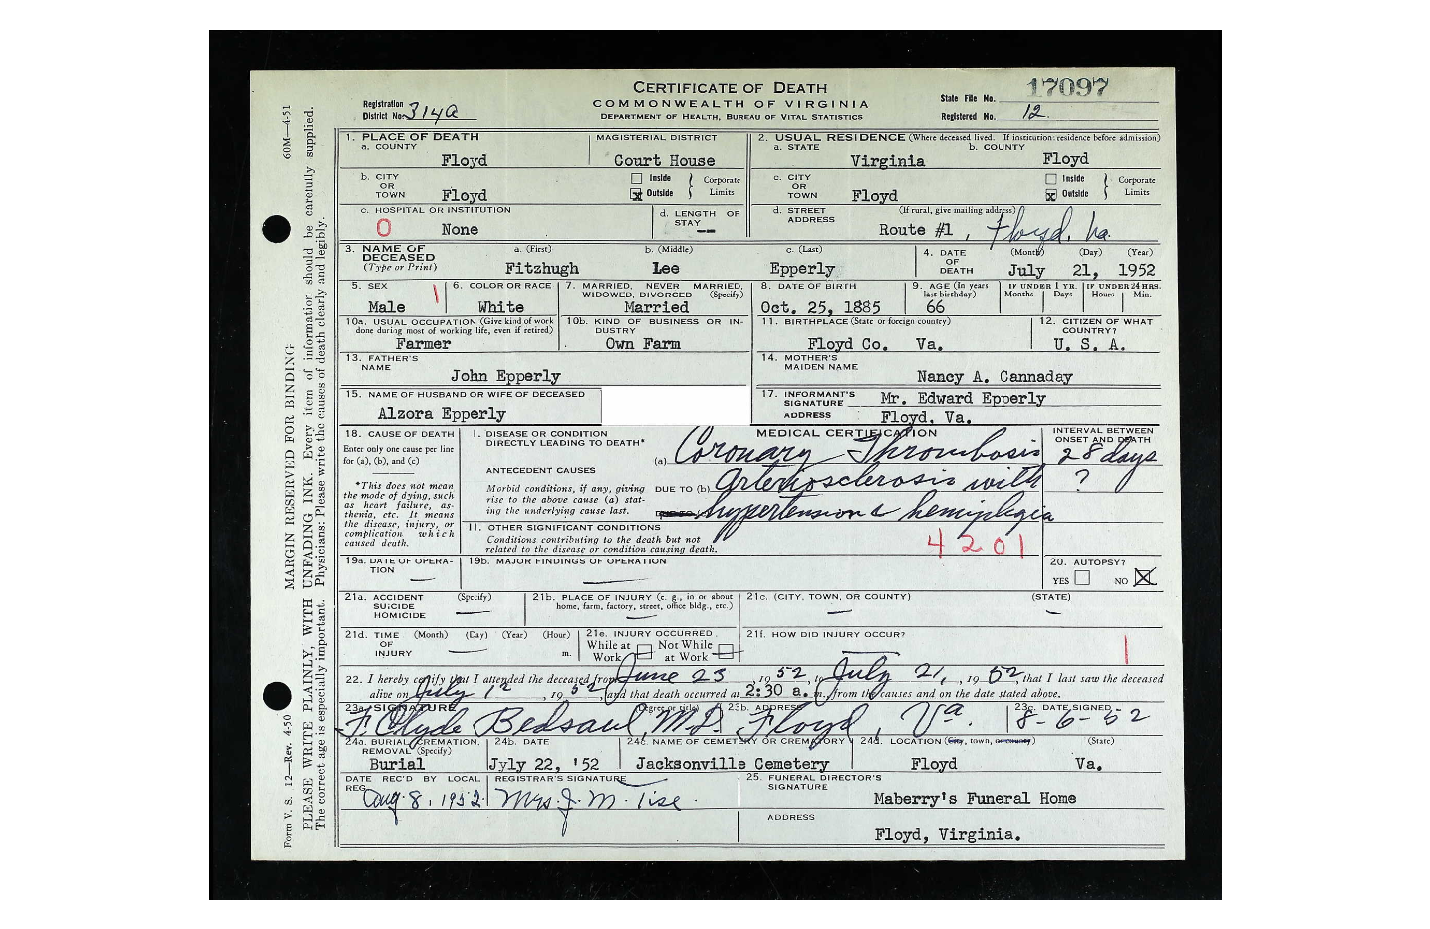 CERTIFICATE OF DEATH
COMMONWEALTH OF VIRGINIA
DEPARTMENT OF HEALTH, BUREAU OF VITAL STATISTICS
Registration District No. 314a
State File No. 17097
Registered No. 12
1. PLACE OF DEATH
a. COUNTY Floyd
MAGISTERIAL DISTRICT Court House
2. USUAL RESIDENCE (Where deceased lived. If institution: residence before admission)
a. STATE Virginia
b. COUNTY Floyd
b. CITY OR TOWN Floyd
☐ Inside ☒ Outside } Corporate Limits
c. CITY OR TOWN Floyd
☐ Inside ☒ Outside } Corporate Limits
c. HOSPITAL OR INSTITUTION 0 None
d. LENGTH OF STAY --
d. STREET ADDRESS (If rural, give mailing address) Route #1, Floyd, Va.
3. NAME OF DECEASED (Type or Print)
a. (First) Fitzhugh
b. (Middle) Lee
c. (Last) Epperly
4. DATE OF DEATH (Month) (Day) (Year) July 21, 1952
5. SEX Male
6. COLOR OR RACE White
7. MARRIED, NEVER MARRIED, WIDOWED, DIVORCED (Specify) Married
8. DATE OF BIRTH Oct. 25, 1885
9. AGE (In years last birthday) 66
IF UNDER 1 YR. Months Days
IF UNDER 24 HRS. Hours Min.
10a. USUAL OCCUPATION (Give kind of work done during most of working life, even if retired) Farmer
10b. KIND OF BUSINESS OR INDUSTRY Own Farm
11. BIRTHPLACE (State or foreign country) Floyd Co. Va.
12. CITIZEN OF WHAT COUNTRY? U. S. A.
13. FATHER'S NAME John Epperly
14. MOTHER'S MAIDEN NAME Nancy A. Cannaday
15. NAME OF HUSBAND OR WIFE OF DECEASED Alzora Epperly
17. INFORMANT'S SIGNATURE Mr. Edward Epperly
ADDRESS Floyd. Va.
18. CAUSE OF DEATH
Enter only one cause per line for (a), (b), and (c)
*This does not mean the mode of dying, such as heart failure, asthenia, etc. It means the disease, injury, or complication which caused death.
MEDICAL CERTIFICATION
INTERVAL BETWEEN ONSET AND DEATH
I. DISEASE OR CONDITION DIRECTLY LEADING TO DEATH* (a) Coronary Thrombosis 28 days
ANTECEDENT CAUSES
Morbid conditions, if any, giving rise to the above cause (a) stating the underlying cause last.
DUE TO (b) arteriosclerosis with ?
hypertension & hemiplegia
II. OTHER SIGNIFICANT CONDITIONS
Conditions contributing to the death but not related to the disease or condition causing death.
4201
19a. DATE OF OPERATION —
19b. MAJOR FINDINGS OF OPERATION —
20. AUTOPSY? YES ☐ NO ☒
21a. ACCIDENT SUICIDE HOMICIDE (Specify) —
21b. PLACE OF INJURY (e. g., in or about home, farm, factory, street, office bldg., etc.) —
21c. (CITY, TOWN, OR COUNTY) — (STATE) —
21d. TIME OF INJURY (Month) (Day) (Year) (Hour) — m.
21e. INJURY OCCURRED While at Work ☐ Not While at Work ☐
21f. HOW DID INJURY OCCUR? —
22. I hereby certify that I attended the deceased from June 23, 1952, to July 21, 1952, that I last saw the deceased
alive on July 12, 1952, and that death occurred at 2:30 a. m., from the causes and on the date stated above.
23a. SIGNATURE (Degree or title) F. Clyde Bedsaul, M.D.
23b. ADDRESS Floyd, Va.
23c. DATE SIGNED 8-6-52
24a. BURIAL, CREMATION, REMOVAL (Specify) Burial
24b. DATE Jyly 22, '52
24c. NAME OF CEMETERY OR CREMATORY Jacksonville Cemetery
24d. LOCATION (City, town, or county) (State) Floyd Va.
DATE REC'D BY LOCAL REG. Aug 8, 1952
REGISTRAR'S SIGNATURE Mrs. J. M. Tise.
25. FUNERAL DIRECTOR'S SIGNATURE Maberry's Funeral Home
ADDRESS Floyd, Virginia.
60M—4-51
MARGIN RESERVED FOR BINDING:
Form V. S. 12—Rev. 4-50
PLEASE WRITE PLAINLY, WITH UNFADING INK. Every item of information should be carefully supplied.
The correct age is especially important. Physicians: Please write the causes of death clearly and legibly.